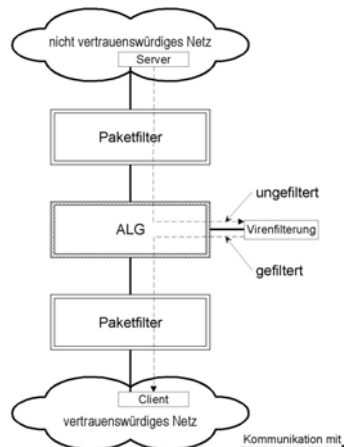 nicht vertrauenswürdiges Netz
Server
Paketfilter
ungefiltert
ALG
Virenfilterung
gefiltert
Paketfilter
Client
vertrauenswürdiges Netz
Kommunikation mit